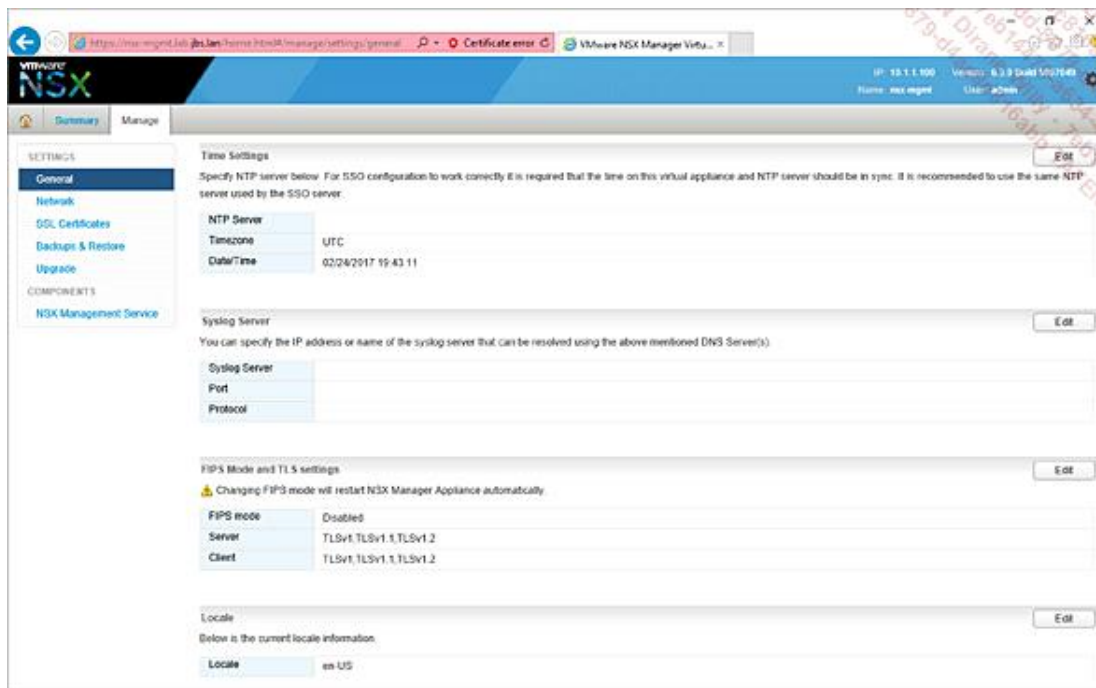 Certificate error
VMware NSX Manager Virtu...
vmware
NSX
IP: 10.1.1.100
Name: nsx-mgmt
User: admin
Summary
Manage
SETTINGS
General
Network
SSL Certificates
Backups & Restore
Upgrade
COMPONENTS
NSX Management Service
Time Settings
Edit
Specify NTP server below. For SSO configuration to work correctly it is required that the time on this virtual appliance and NTP server should be in sync. It is recommended to use the same NTP
server used by the SSO server.
NTP Server
Timezone UTC
Date/Time 02/24/2017 19:43:11
Syslog Server
Edit
You can specify the IP address or name of the syslog server that can be resolved using the above mentioned DNS Server(s).
Syslog Server
Port
Protocol
FIPS Mode and TLS settings
Edit
Changing FIPS mode will restart NSX Manager Appliance automatically.
FIPS mode Disabled
Server TLSv1,TLSv1.1,TLSv1.2
Client TLSv1,TLSv1.1,TLSv1.2
Locale
Edit
Below is the current locale information.
Locale en-US